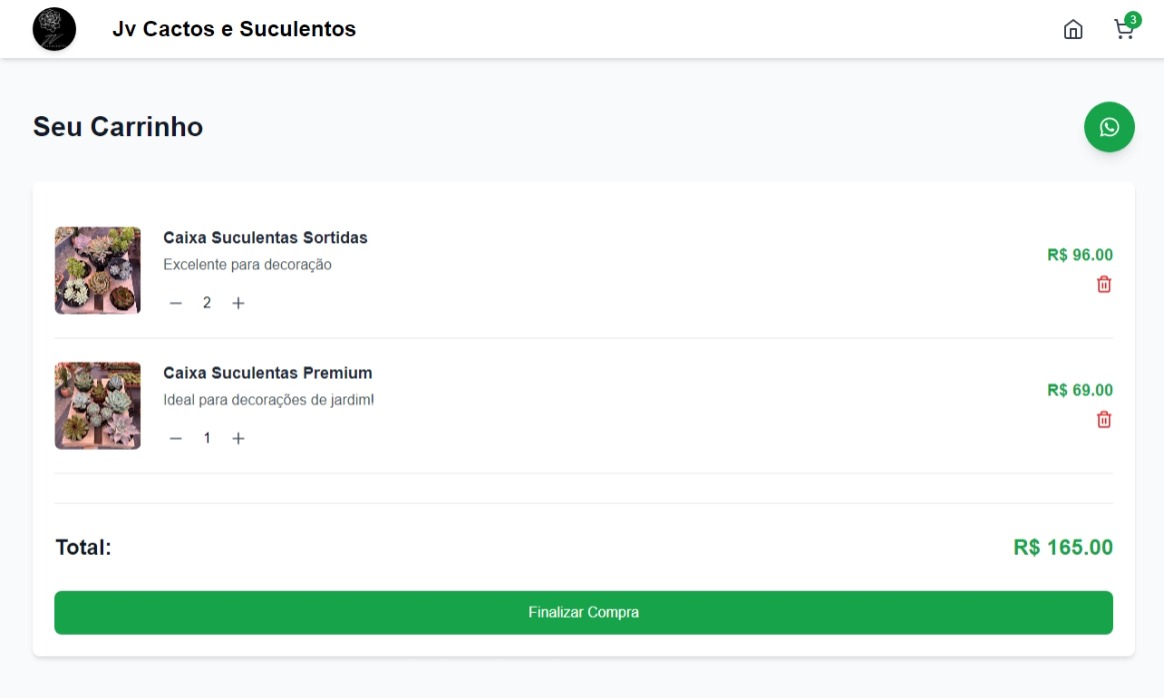 Jv Cactos e Suculentos
3
Seu Carrinho
Caixa Suculentas Sortidas
Excelente para decoração
R$ 96.00
2
Caixa Suculentas Premium
Ideal para decorações de jardim!
R$ 69.00
1
Total:
R$ 165.00
Finalizar Compra